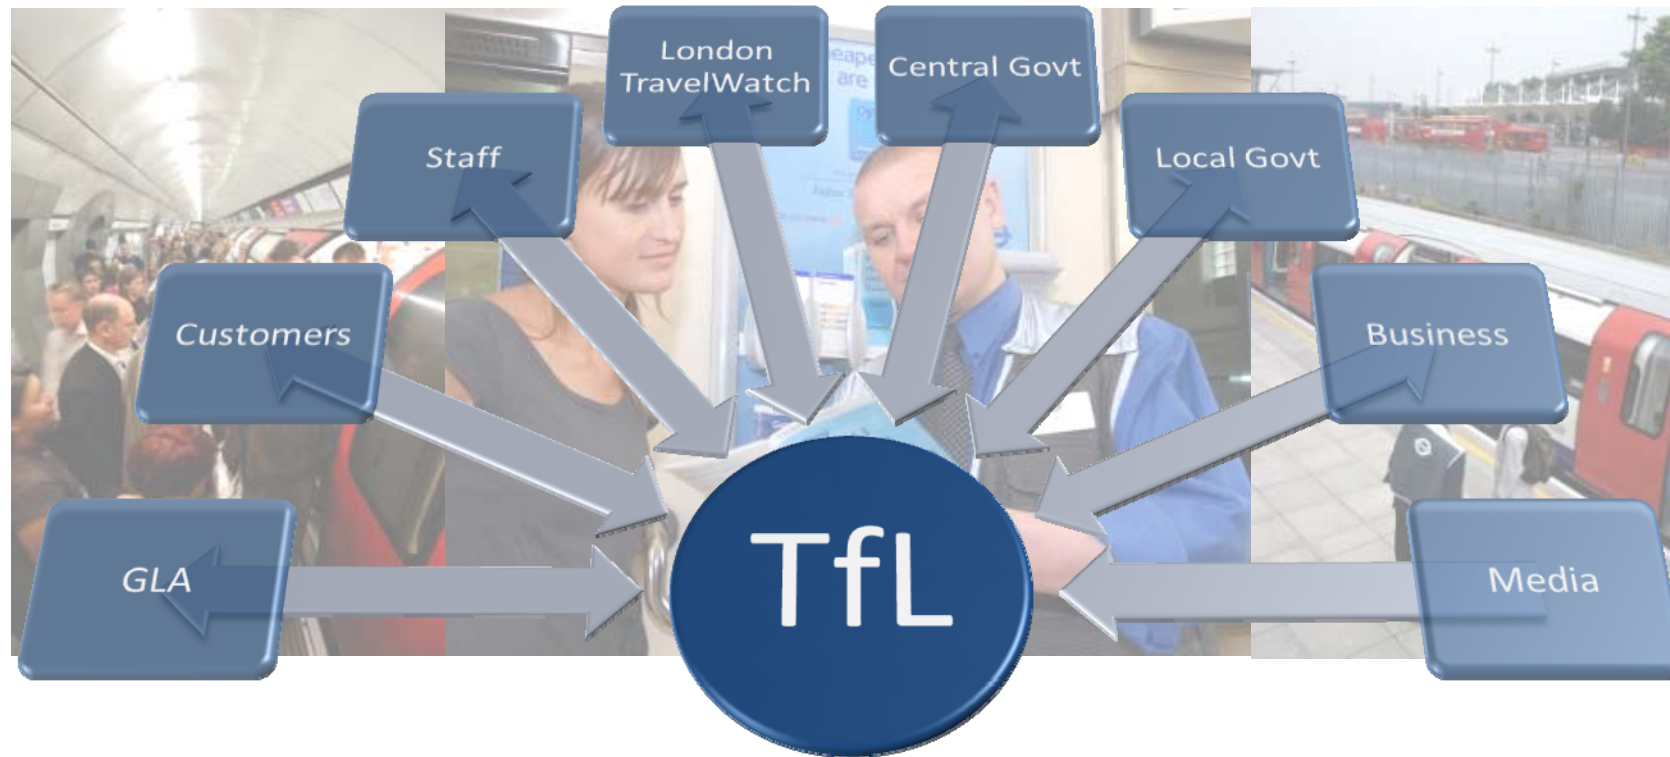 London
TravelWatch
Central Govt
Staff
Local Govt
Customers
Business
GLA
Media
TfL